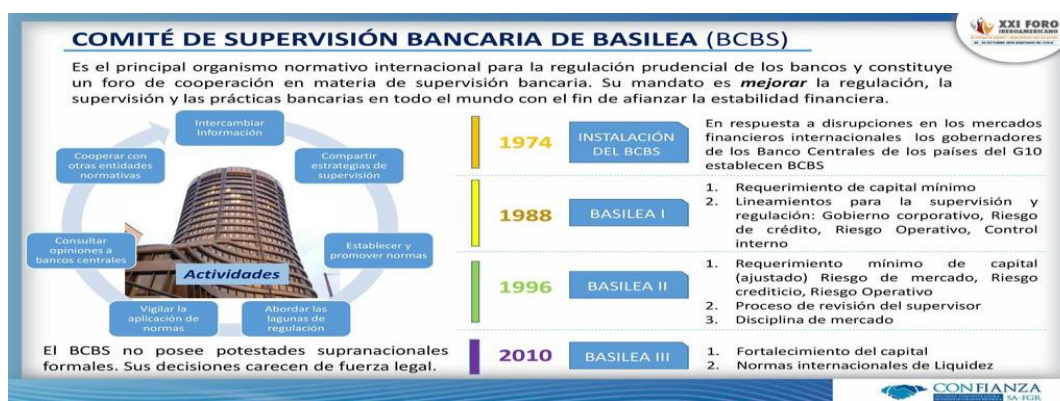 XXI FORO
IBEROAMERICANO
COMITÉ DE SUPERVISIÓN BANCARIA DE BASILEA (BCBS)
Es el principal organismo normativo internacional para la regulación prudencial de los bancos y constituye
un foro de cooperación en materia de supervisión bancaria. Su mandato es mejorar la regulación, la
supervisión y las prácticas bancarias en todo el mundo con el fin de afianzar la estabilidad financiera.
Intercambiar
Información
Compartir
estrategias de
supervisión
Establecer y
promover normas
Abordar las
lagunas de
regulación
Vigilar la
aplicación de
normas
Consultar
opiniones a
bancos centrales
Cooperar con
otras entidades
normativas
Actividades
El BCBS no posee potestades supranacionales
formales. Sus decisiones carecen de fuerza legal.
1974
INSTALACIÓN
DEL BCBS
En respuesta a disrupciones en los mercados
financieros internacionales los gobernadores
de los Banco Centrales de los países del G10
establecen BCBS
1988
BASILEA I
1. Requerimiento de capital mínimo
2. Lineamientos para la supervisión y
regulación: Gobierno corporativo, Riesgo
de crédito, Riesgo Operativo, Control
interno
1996
BASILEA II
1. Requerimiento mínimo de capital
(ajustado) Riesgo de mercado, Riesgo
crediticio, Riesgo Operativo
2. Proceso de revisión del supervisor
3. Disciplina de mercado
2010
BASILEA III
1. Fortalecimiento del capital
2. Normas internacionales de Liquidez
CONFIANZA
SA-FGR